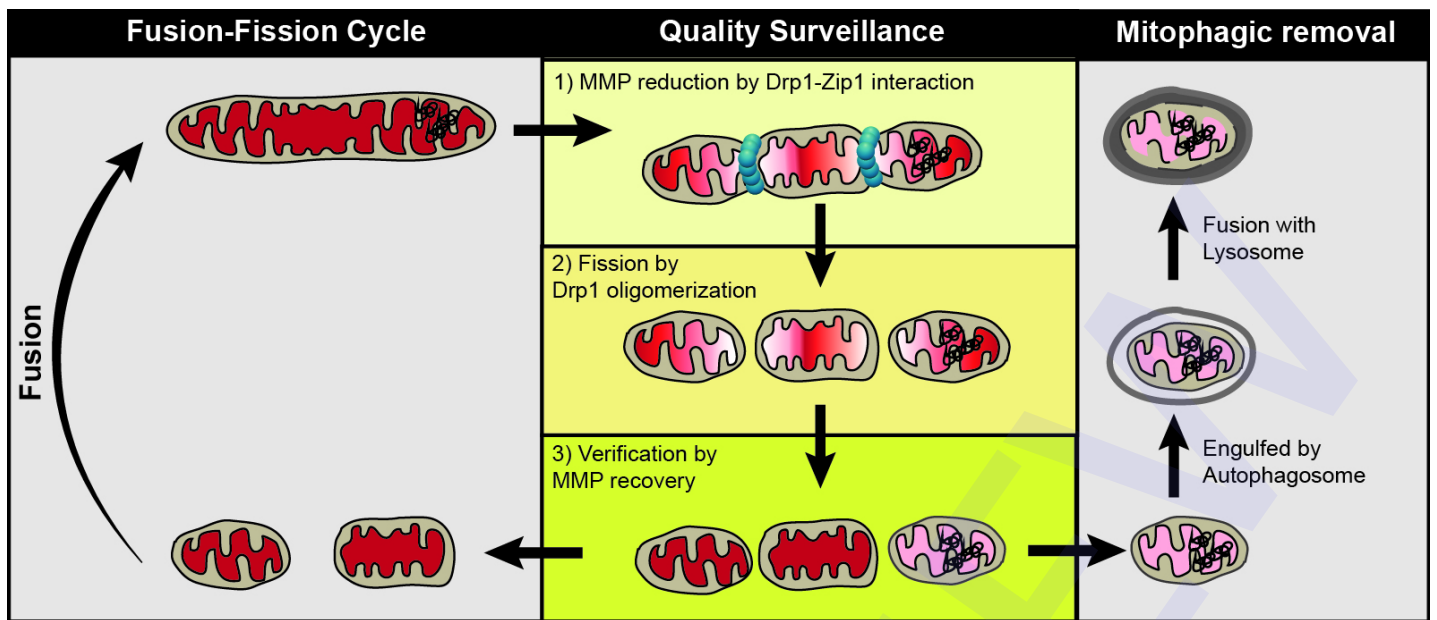 Fusion-Fission Cycle
Quality Surveillance
Mitophagic removal
1) MMP reduction by Drp1-Zip1 interaction
2) Fission by
Drp1 oligomerization
3) Verification by
MMP recovery
Fusion
Fusion with
Lysosome
Engulfed by
Autophagosome